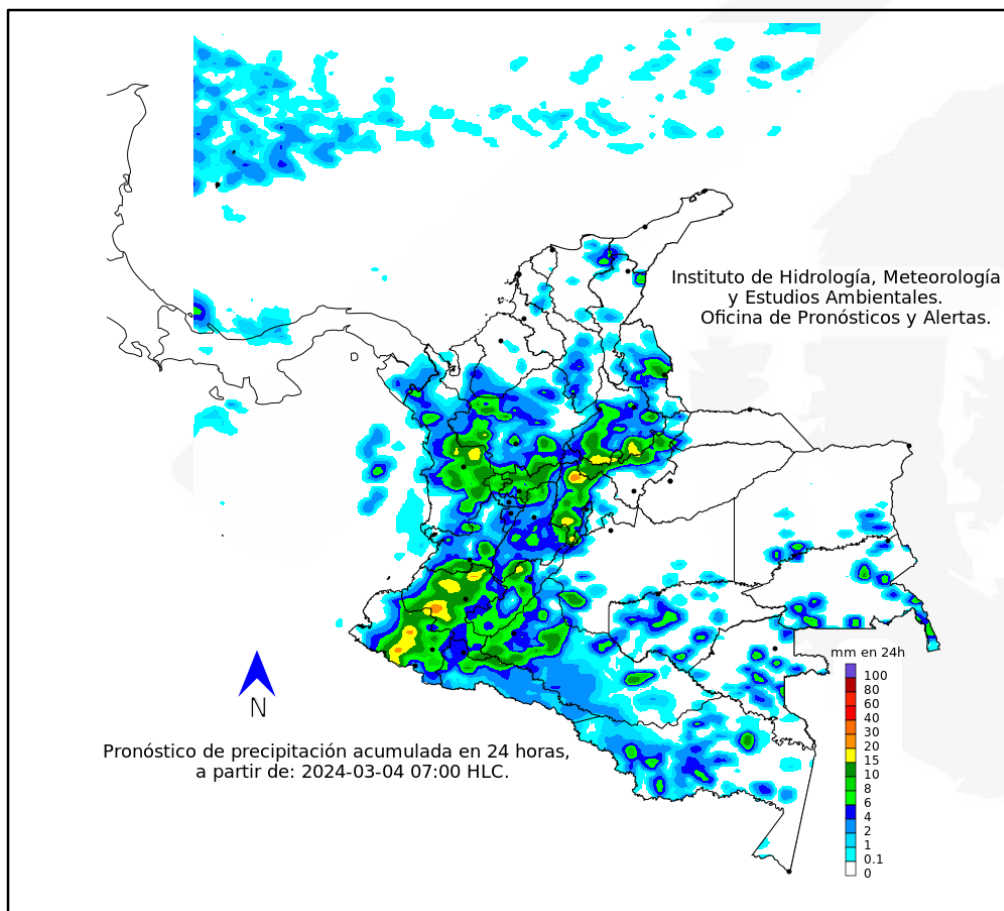 Instituto de Hidrología, Meteorología
y Estudios Ambientales.
Oficina de Pronósticos y Alertas.
mm en 24h
100
80
60
40
30
20
15
10
8
6
4
2
1
0.1
0
N
Pronóstico de precipitación acumulada en 24 horas,
a partir de: 2024-03-04 07:00 HLC.